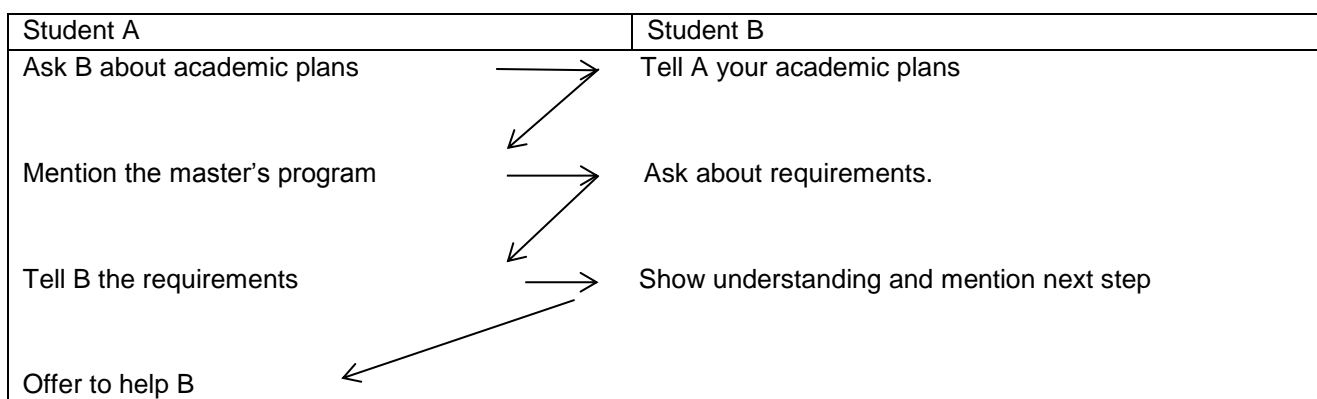 Student A Student B
Ask B about academic plans Tell A your academic plans
Mention the master’s program Ask about requirements.
Tell B the requirements Show understanding and mention next step
Offer to help B